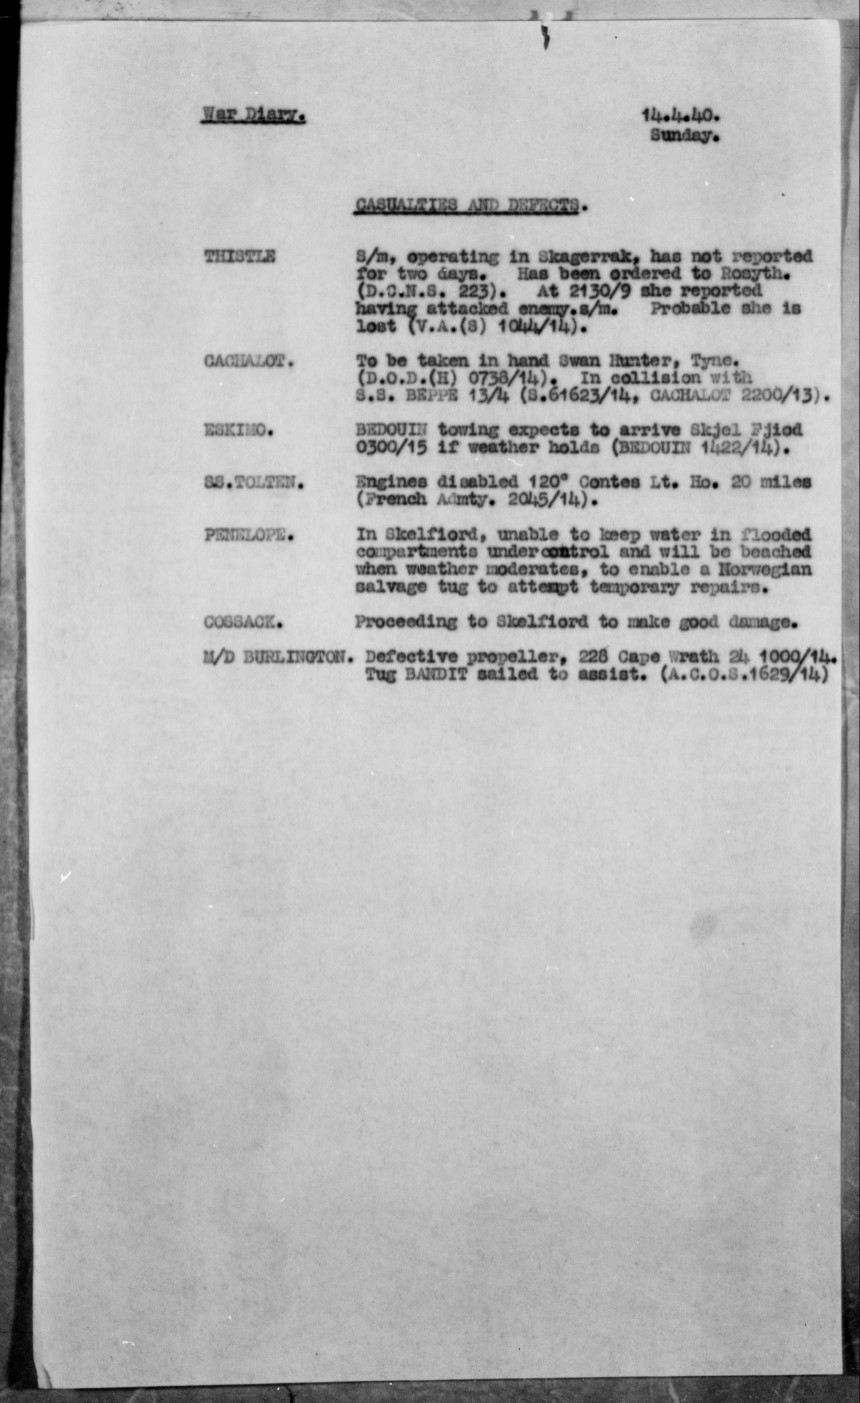 War Diary. 14.4.40.
Sunday.
CASUALTIES AND DEFECTS.
THISTLE S/m, operating in Skagerrak, has not reported
for two days. Has been ordered to Rosyth.
(D.C.N.S. 223). At 2130/9 she reported
having attacked enemy.s/m. Probable she is
lost (V.A.(S) 1044/14).
CACHALOT. To be taken in hand Swan Hunter, Tyne.
(D.O.D.(H) 0738/14). In collision with
S.S. BEPPE 13/4 (S.61623/14, CACHALOT 2200/13).
ESKIMO. BEDOUIN towing expects to arrive Skjel Fjiod
0300/15 if weather holds (BEDOUIN 1422/14).
SS.TOLTEN. Engines disabled 120° Contes Lt. Ho. 20 miles
(French Admty. 2045/14).
PENELOPE. In Skelfiord, unable to keep water in flooded
compartments under control and will be beached
when weather moderates, to enable a Norwegian
salvage tug to attempt temporary repairs.
COSSACK. Proceeding to Skelfiord to make good damage.
M/D BURLINGTON. Defective propeller, 228 Cape Wrath 24 1000/14.
Tug BANDIT sailed to assist. (A.C.O.S.1629/14)